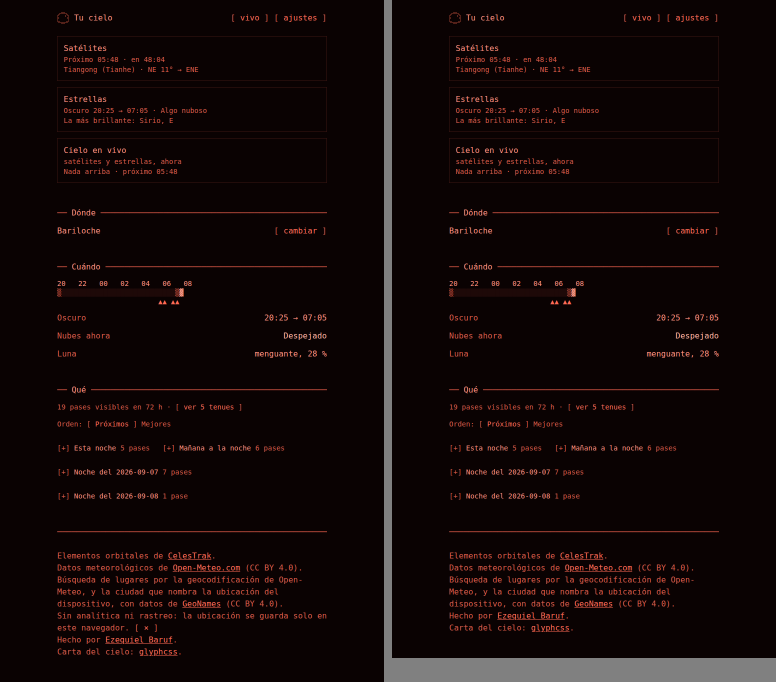 Tu cielo [ vivo ] [ ajustes ]
Satélites
Próximo 05:48 · en 48:04
Tiangong (Tianhe) · NE 11° → ENE
Estrellas
Oscuro 20:25 → 07:05 · Algo nuboso
La más brillante: Sirio, E
Cielo en vivo
satélites y estrellas, ahora
Nada arriba · próximo 05:48
Dónde
Bariloche [ cambiar ]
Cuándo
20 22 00 02 04 06 08
Oscuro 20:25 → 07:05
Nubes ahora Despejado
Luna menguante, 28 %
Qué
19 pases visibles en 72 h · [ ver 5 tenues ]
Orden: [ Próximos ] Mejores
[+] Esta noche 5 pases [+] Mañana a la noche 6 pases
[+] Noche del 2026-09-07 7 pases
[+] Noche del 2026-09-08 1 pase
Elementos orbitales de CelesTrak.
Datos meteorológicos de Open-Meteo.com (CC BY 4.0).
Búsqueda de lugares por la geocodificación de Open-
Meteo, y la ciudad que nombra la ubicación del
dispositivo, con datos de GeoNames (CC BY 4.0).
Sin analítica ni rastreo: la ubicación se guarda solo en
este navegador. [ × ]
Hecho por Ezequiel Baruf.
Carta del cielo: glyphcss.
Tu cielo [ vivo ] [ ajustes ]
Satélites
Próximo 05:48 · en 48:04
Tiangong (Tianhe) · NE 11° → ENE
Estrellas
Oscuro 20:25 → 07:05 · Algo nuboso
La más brillante: Sirio, E
Cielo en vivo
satélites y estrellas, ahora
Nada arriba · próximo 05:48
Dónde
Bariloche [ cambiar ]
Cuándo
20 22 00 02 04 06 08
Oscuro 20:25 → 07:05
Nubes ahora Despejado
Luna menguante, 28 %
Qué
19 pases visibles en 72 h · [ ver 5 tenues ]
Orden: [ Próximos ] Mejores
[+] Esta noche 5 pases [+] Mañana a la noche 6 pases
[+] Noche del 2026-09-07 7 pases
[+] Noche del 2026-09-08 1 pase
Elementos orbitales de CelesTrak.
Datos meteorológicos de Open-Meteo.com (CC BY 4.0).
Búsqueda de lugares por la geocodificación de Open-
Meteo, y la ciudad que nombra la ubicación del
dispositivo, con datos de GeoNames (CC BY 4.0).
Hecho por Ezequiel Baruf.
Carta del cielo: glyphcss.